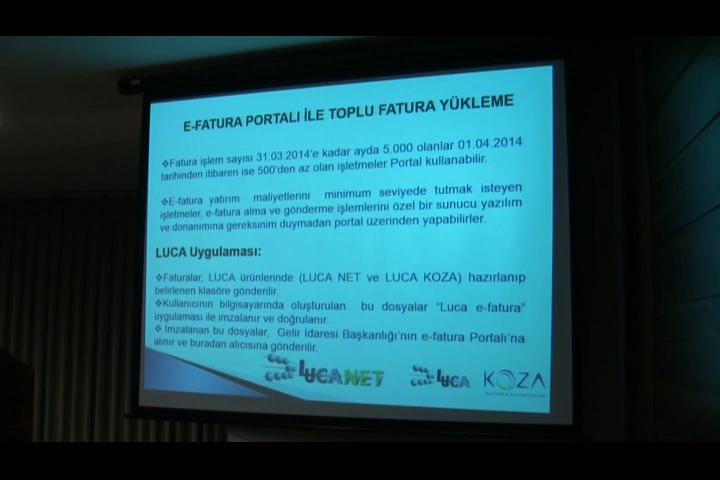 E-FATURA PORTALI İLE TOPLU FATURA YÜKLEME
❖Fatura işlem sayısı 31.03.2014'e kadar ayda 5.000 olanlar 01.04.2014
tarihinden itibaren ise 500'den az olan işletmeler Portal kullanabilir.
❖E-fatura yatırım maliyetlerini minimum seviyede tutmak isteyen
işletmeler, e-fatura alma ve gönderme işlemlerini özel bir sunucu yazılım
ve donanımına gereksinim duymadan portal üzerinden yapabilirler.
LUCA Uygulaması:
❖Faturalar, LUCA ürünlerinde (LUCA NET ve LUCA KOZA) hazırlanıp
belirlenen klasöre gönderilir.
❖Kullanıcının bilgisayarında oluşturulan bu dosyalar "Luca e-fatura"
uygulaması ile imzalanır ve doğrulanır.
❖ İmzalanan bu dosyalar, Gelir İdaresi Başkanlığı'nın e-fatura Portalı'na
alınır ve buradan alıcısına gönderilir.
LUCANET
LUCA
KOZA